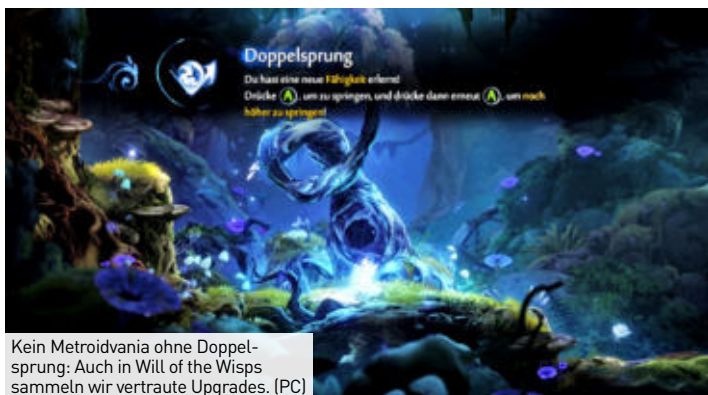 Doppelsprung
Du hast eine neue Fähigkeit erlernt!
Drücke A, um zu springen, und drücke dann erneut A, um noch
höher zu springen!
Kein Metroidvania ohne Doppel-
sprung: Auch in Will of the Wisps
sammeln wir vertraute Upgrades. (PC)